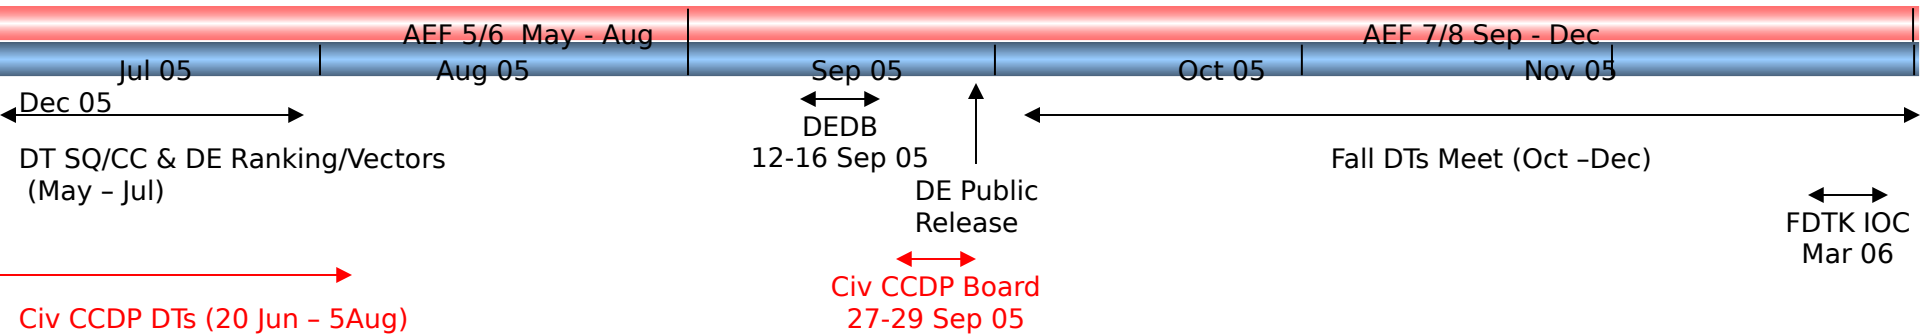 AEF 5/6  May - Aug
AEF 7/8 Sep - Dec
Jul 05
Aug 05
Sep 05
Oct 05
Nov 05
Dec 05
DEDB
12-16 Sep 05
DT SQ/CC & DE Ranking/Vectors
(May – Jul)
Fall DTs Meet (Oct –Dec)
DE Public
Release
FDTK IOC
Mar 06
Civ CCDP Board
27-29 Sep 05
Civ CCDP DTs (20 Jun – 5Aug)